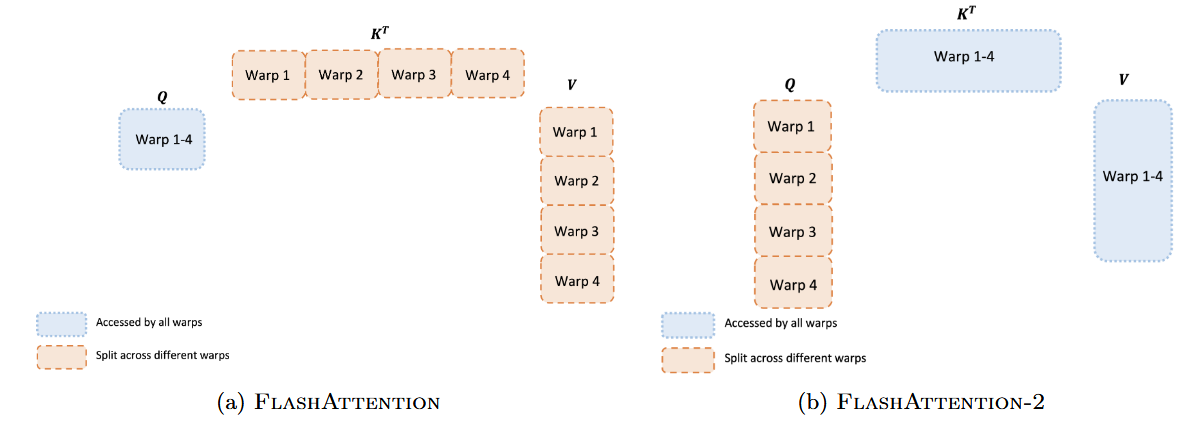 K^T
Warp 1 Warp 2 Warp 3 Warp 4
Q
Warp 1-4
V
Warp 1
Warp 2
Warp 3
Warp 4
Accessed by all warps
Split across different warps
(a) FLASHATTENTION
K^T
Warp 1-4
Q
Warp 1
Warp 2
Warp 3
Warp 4
V
Warp 1-4
Accessed by all warps
Split across different warps
(b) FLASHATTENTION-2